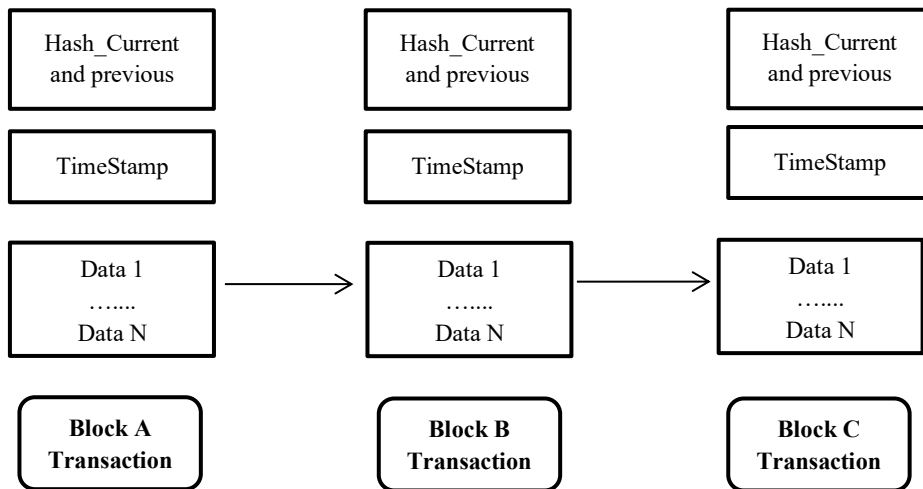 Hash_Current
and previous
Hash_Current
and previous
Hash_Current
and previous
TimeStamp
TimeStamp
TimeStamp
Data 1
…....
Data N
Data 1
…....
Data N
Data 1
…....
Data N
Block A
Transaction
Block B
Transaction
Block C
Transaction